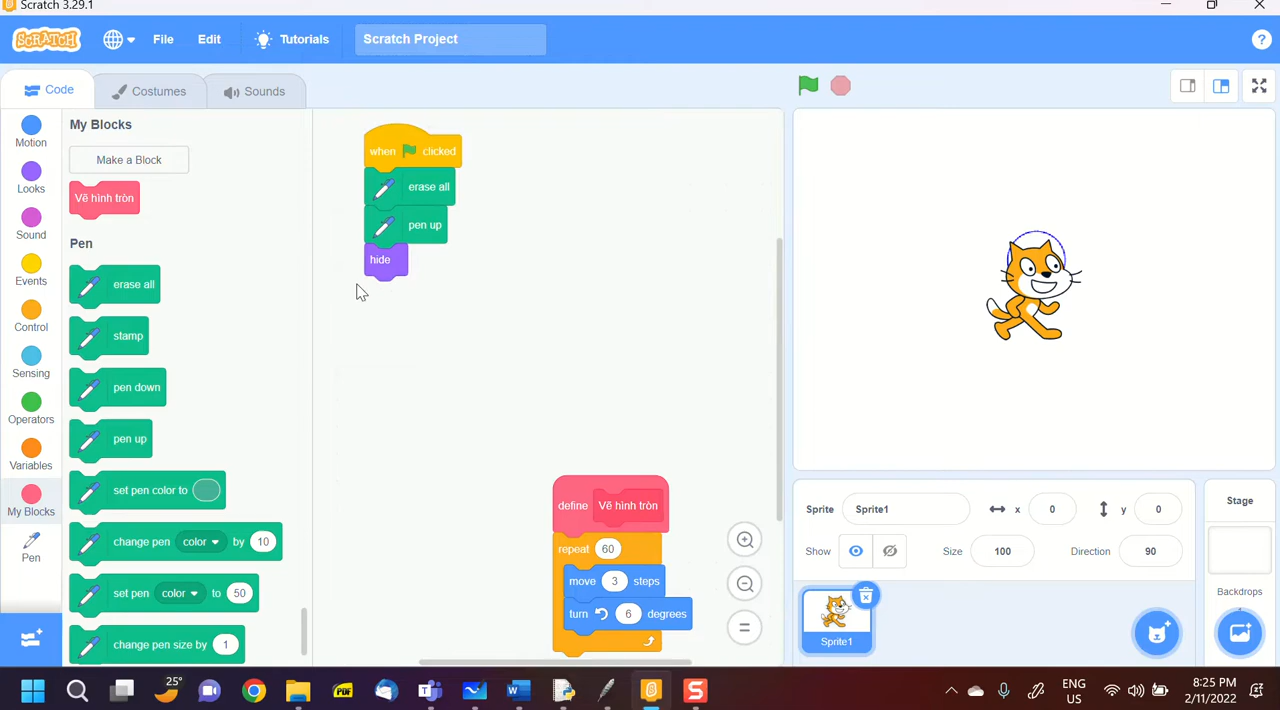 Scratch 3.29.1
SCRATCH
File
Edit
Tutorials
Scratch Project
?
Code
Costumes
Sounds
Motion
Looks
Sound
Events
Control
Sensing
Operators
Variables
My Blocks
Pen
My Blocks
Make a Block
Vẽ hình tròn
Pen
erase all
stamp
pen down
pen up
set pen color to
change pen color by 10
set pen color to 50
change pen size by 1
when clicked
erase all
pen up
hide
define Vẽ hình tròn
repeat 60
move 3 steps
turn 6 degrees
Sprite Sprite1 x 0 y 0
Show Size 100 Direction 90
Sprite1
Stage
Backdrops
25°
PDF
ENG
US
8:25 PM
2/11/2022